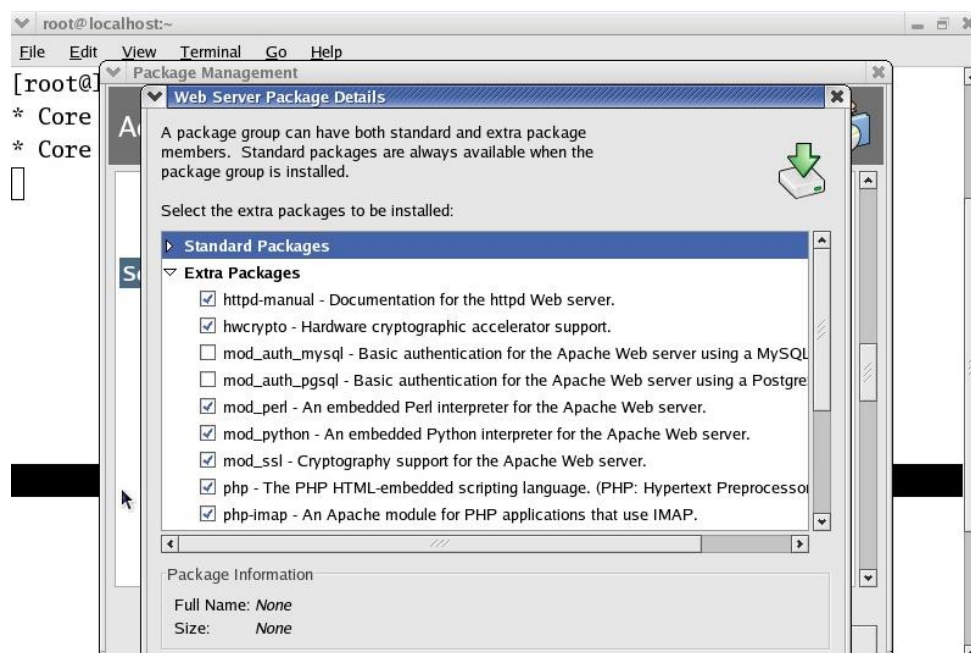 root@localhost:~
File Edit View Terminal Go Help
[root@l
* Core
* Core
Package Management
Web Server Package Details
A package group can have both standard and extra package
members. Standard packages are always available when the
package group is installed.
Select the extra packages to be installed:
Standard Packages
Extra Packages
httpd-manual - Documentation for the httpd Web server.
hwcrypto - Hardware cryptographic accelerator support.
mod_auth_mysql - Basic authentication for the Apache Web server using a MySQL
mod_auth_pgsql - Basic authentication for the Apache Web server using a Postgre
mod_perl - An embedded Perl interpreter for the Apache Web server.
mod_python - An embedded Python interpreter for the Apache Web server.
mod_ssl - Cryptography support for the Apache Web server.
php - The PHP HTML-embedded scripting language. (PHP: Hypertext Preprocessor
php-imap - An Apache module for PHP applications that use IMAP.
Package Information
Full Name: None
Size: None